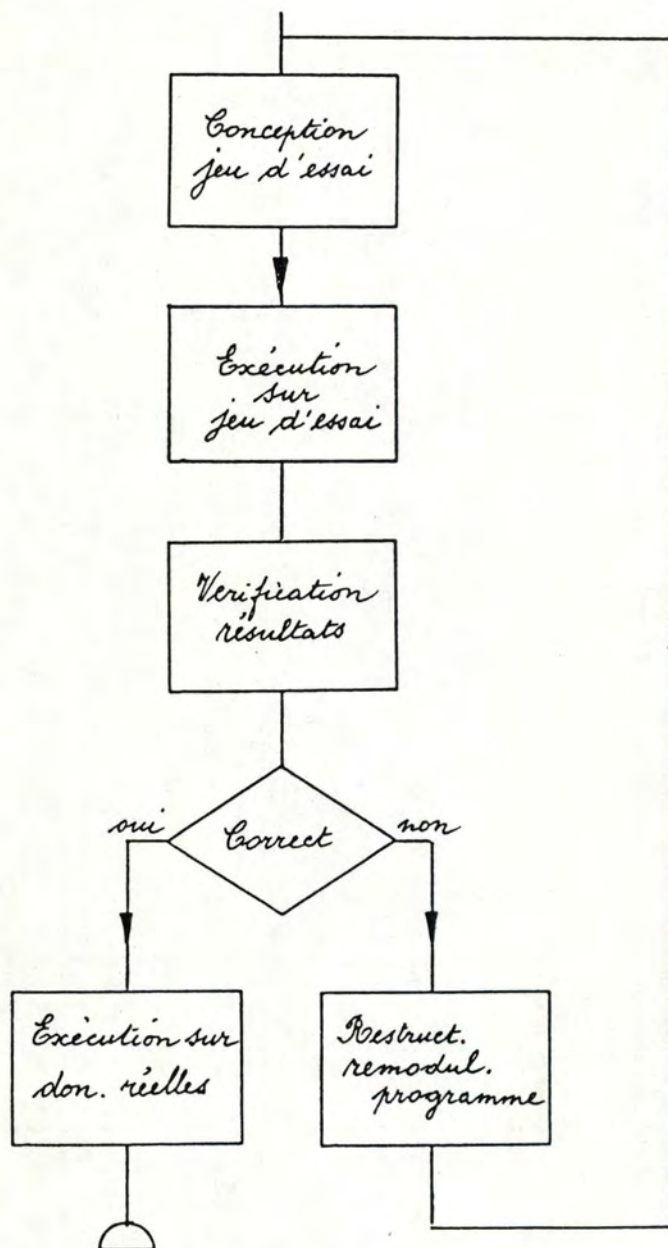 Conception
jeu d'essai
Exécution
sur
jeu d'essai
Verification
résultats
oui
Correct
non
Exécution sur
don. réelles
Restruct.
remodul.
programme